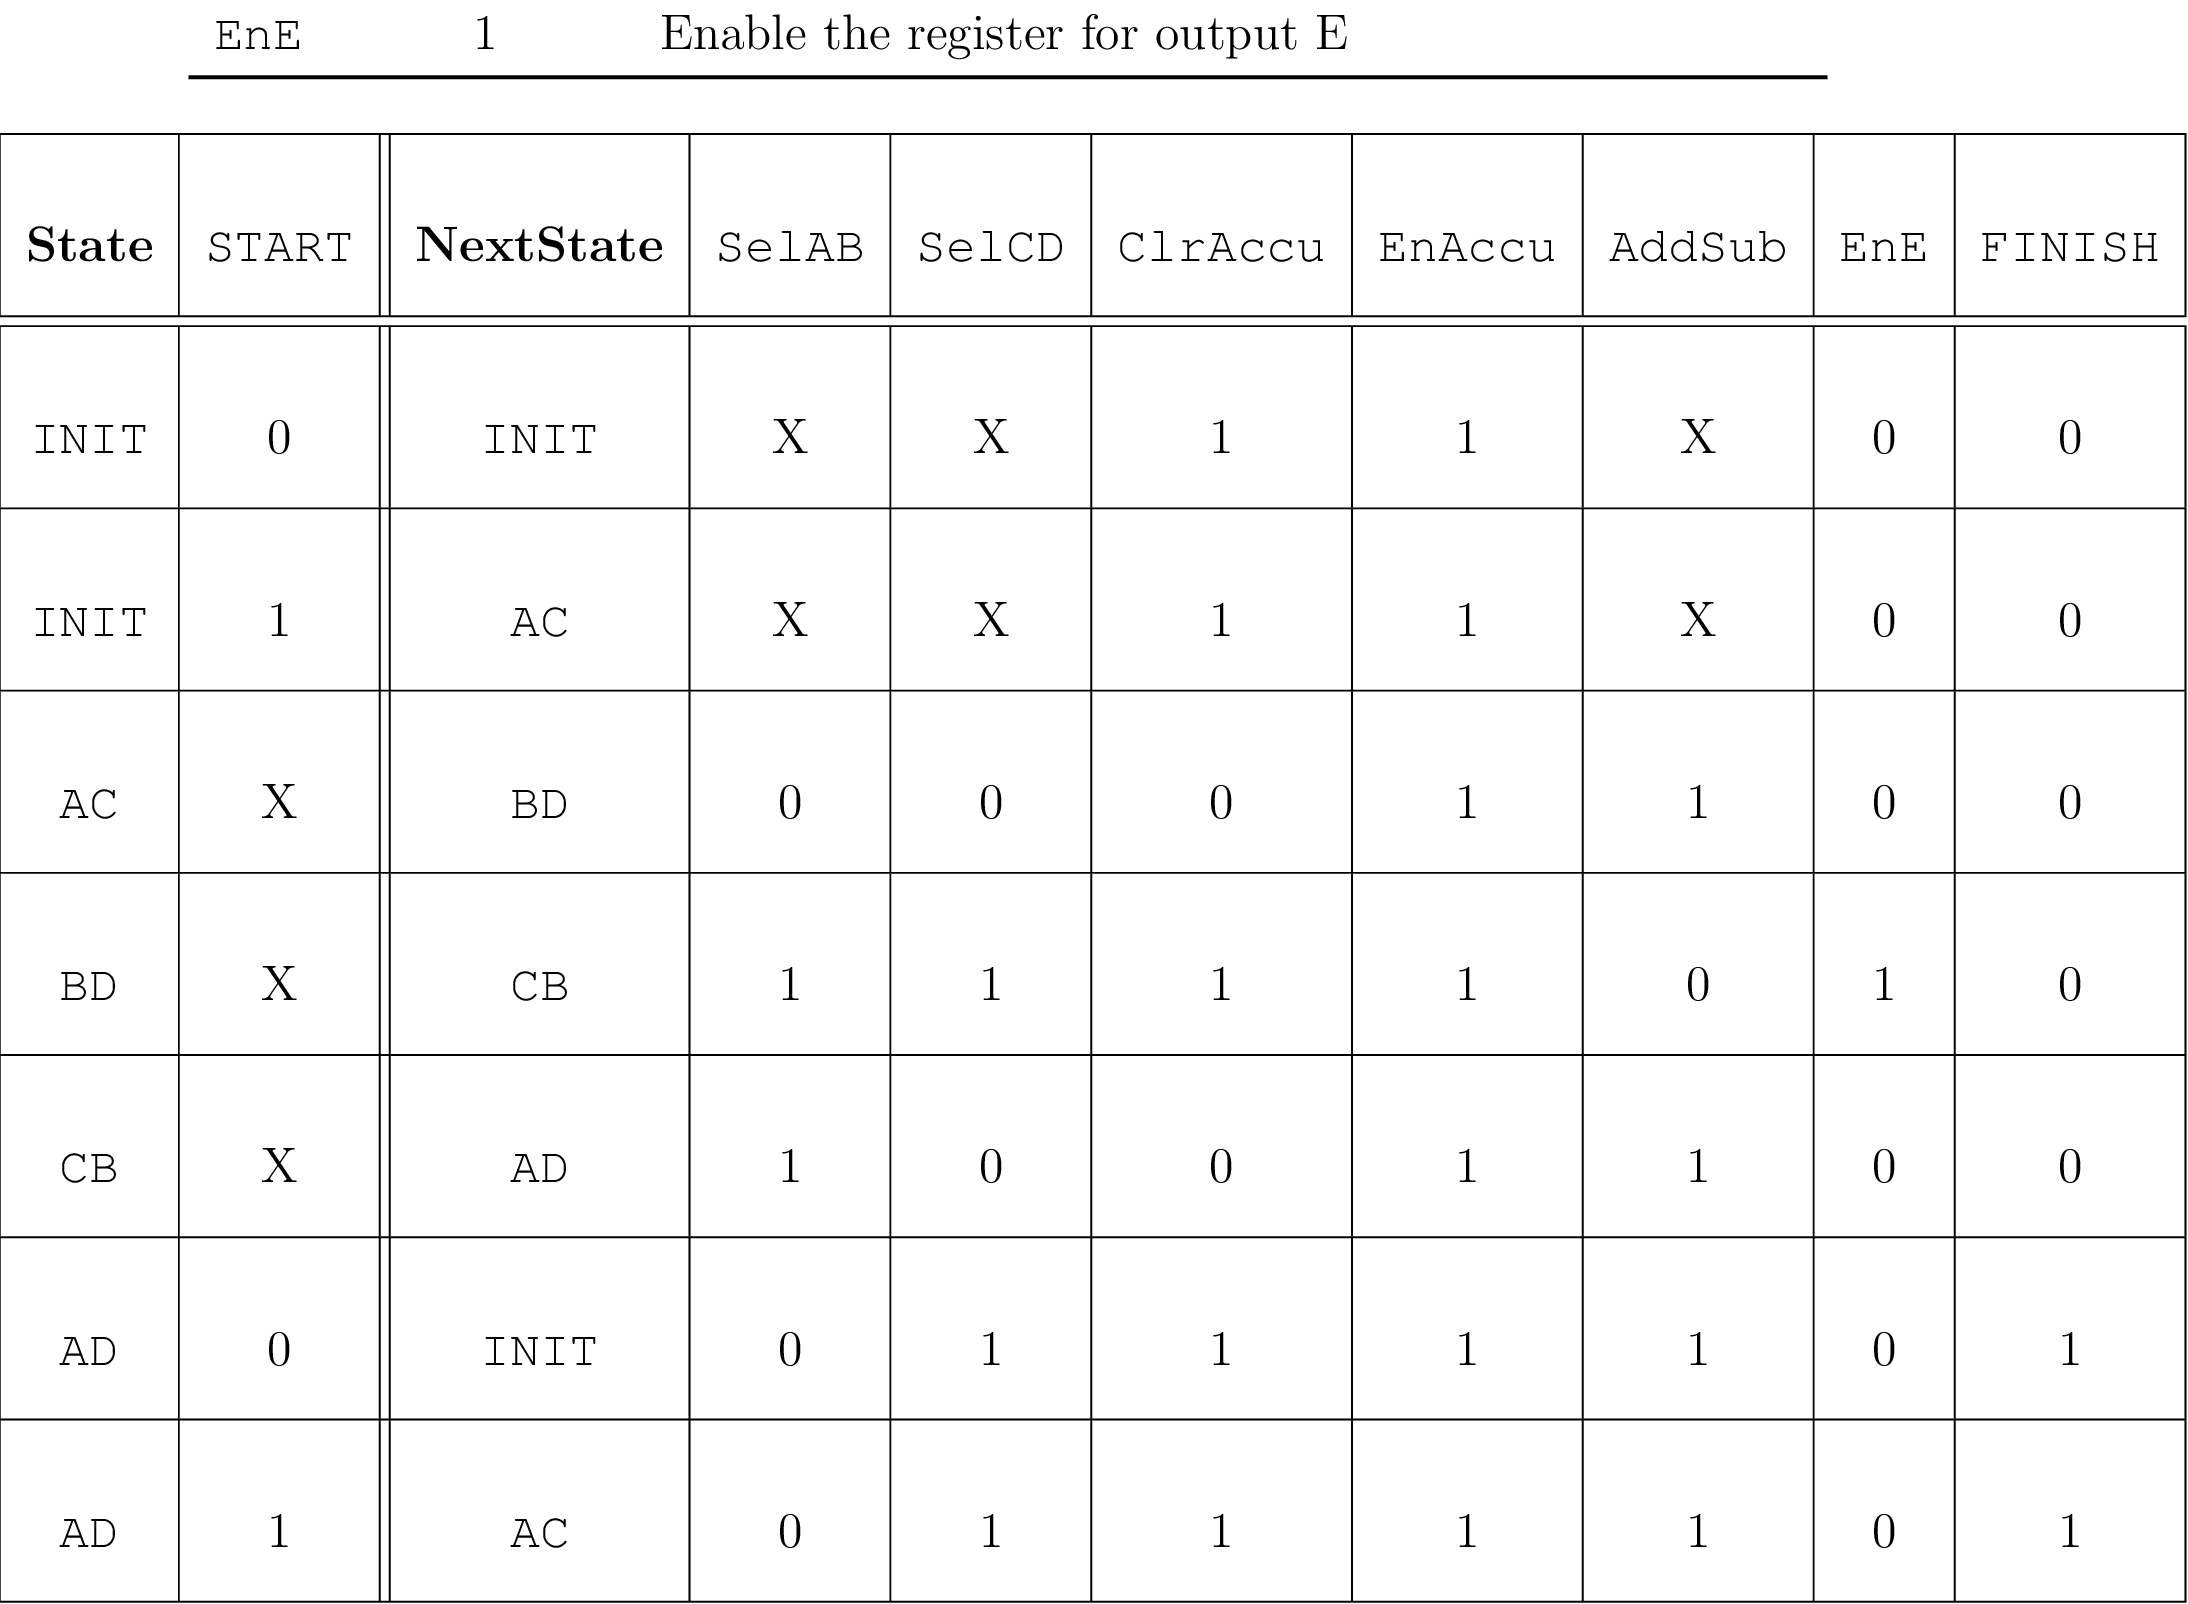 EnE 1 Enable the register for output E
State START NextState SelAB SelCD ClrAccu EnAccu AddSub EnE FINISH
INIT 0 INIT X X 1 1 X 0 0
INIT 1 AC X X 1 1 X 0 0
AC X BD 0 0 0 1 1 0 0
BD X CB 1 1 1 1 0 1 0
CB X AD 1 0 0 1 1 0 0
AD 0 INIT 0 1 1 1 1 0 1
AD 1 AC 0 1 1 1 1 0 1